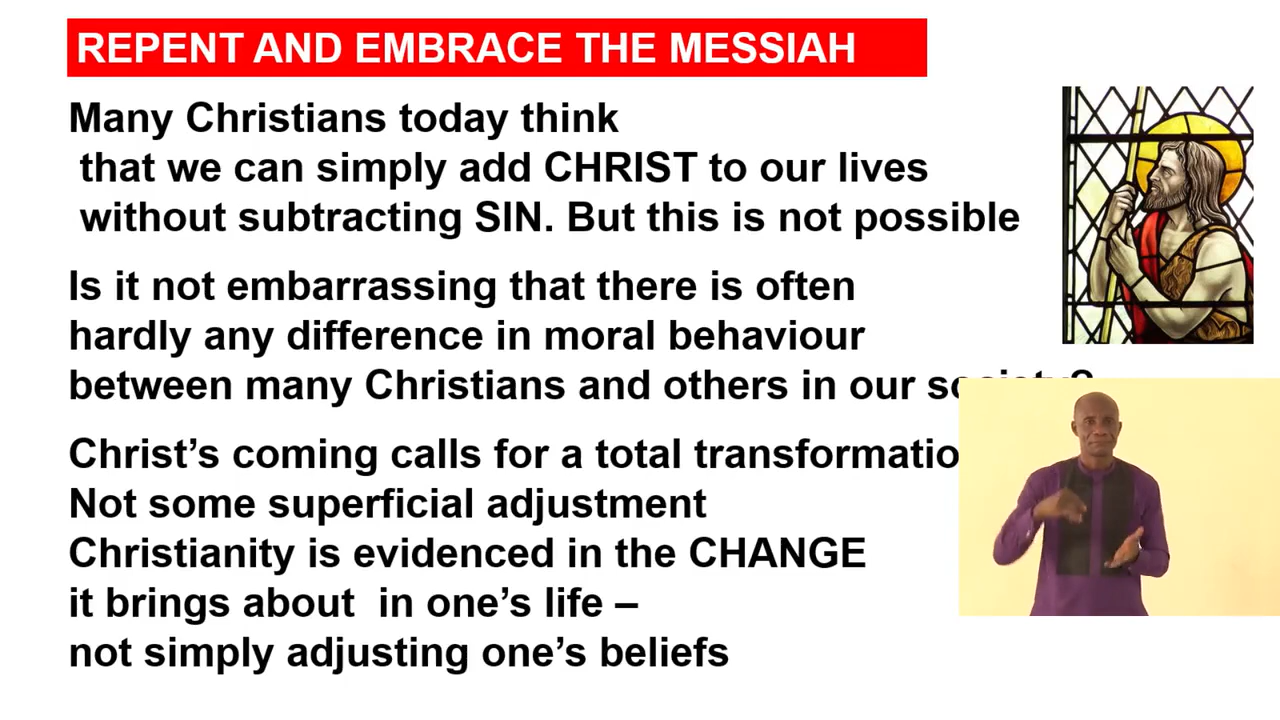 REPENT AND EMBRACE THE MESSIAH
Many Christians today think
that we can simply add CHRIST to our lives
without subtracting SIN. But this is not possible
Is it not embarrassing that there is often
hardly any difference in moral behaviour
between many Christians and others in our society?
Christ’s coming calls for a total
Not some superficial adjustment
Christianity is evidenced in the CHANGE
it brings about in one’s life –
not simply adjusting one’s beliefs